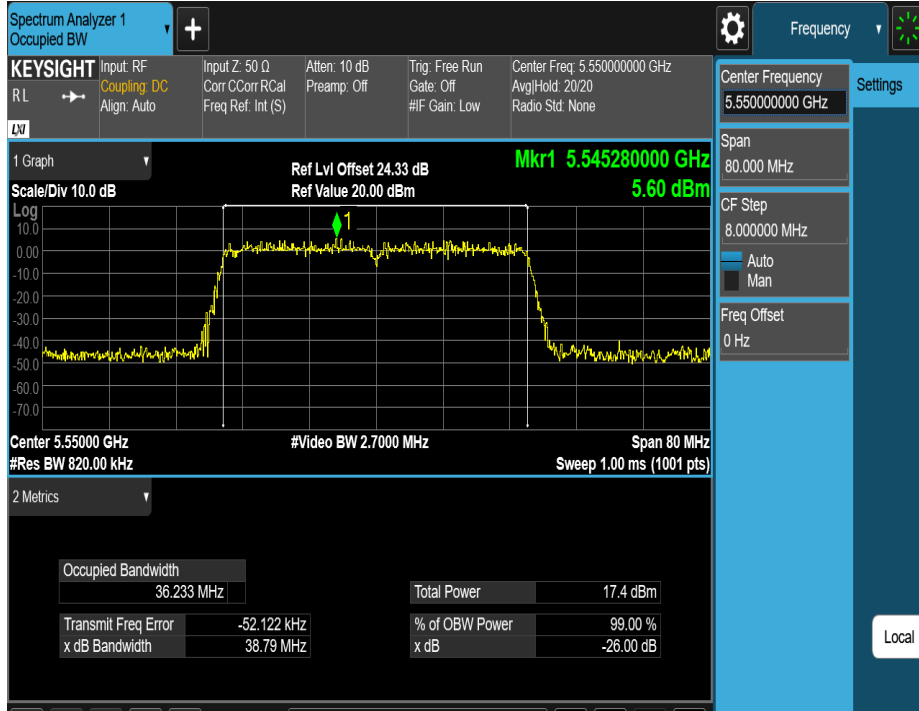 Spectrum Analyzer 1
Occupied BW
+
Frequency
KEYSIGHT
R L
LXI
Input: RF
Coupling: DC
Align: Auto
Input Z: 50 Ω
Corr CCorr RCal
Freq Ref: Int (S)
Atten: 10 dB
Preamp: Off
Trig: Free Run
Gate: Off
#IF Gain: Low
Center Freq: 5.550000000 GHz
Avg|Hold: 20/20
Radio Std: None
Center Frequency
5.550000000 GHz
Settings
Span
80.000 MHz
CF Step
8.000000 MHz
Auto
Man
Freq Offset
0 Hz
Local
1 Graph
Scale/Div 10.0 dB
Ref Lvl Offset 24.33 dB
Ref Value 20.00 dBm
Mkr1 5.545280000 GHz
5.60 dBm
Log
1
10.0
0.00
-10.0
-20.0
-30.0
-40.0
-50.0
-60.0
-70.0
Center 5.55000 GHz
#Video BW 2.7000 MHz
Span 80 MHz
#Res BW 820.00 kHz
Sweep 1.00 ms (1001 pts)
2 Metrics
Occupied Bandwidth
36.233 MHz
Total Power 17.4 dBm
Transmit Freq Error -52.122 kHz
% of OBW Power 99.00 %
x dB Bandwidth 38.79 MHz
x dB -26.00 dB